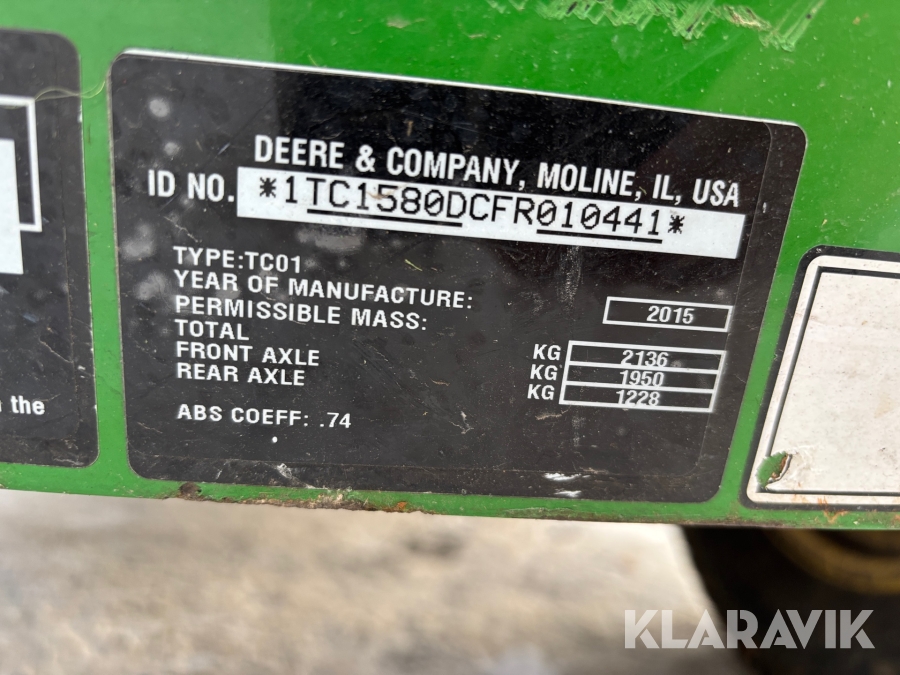 DEERE & COMPANY, MOLINE, IL, USA
ID NO. *1TC1580DCFR010441*
TYPE:TC01
YEAR OF MANUFACTURE: 2015
PERMISSIBLE MASS:
TOTAL KG 2136
FRONT AXLE KG 1950
REAR AXLE KG 1228
ABS COEFF: .74
the
KLARAVIK